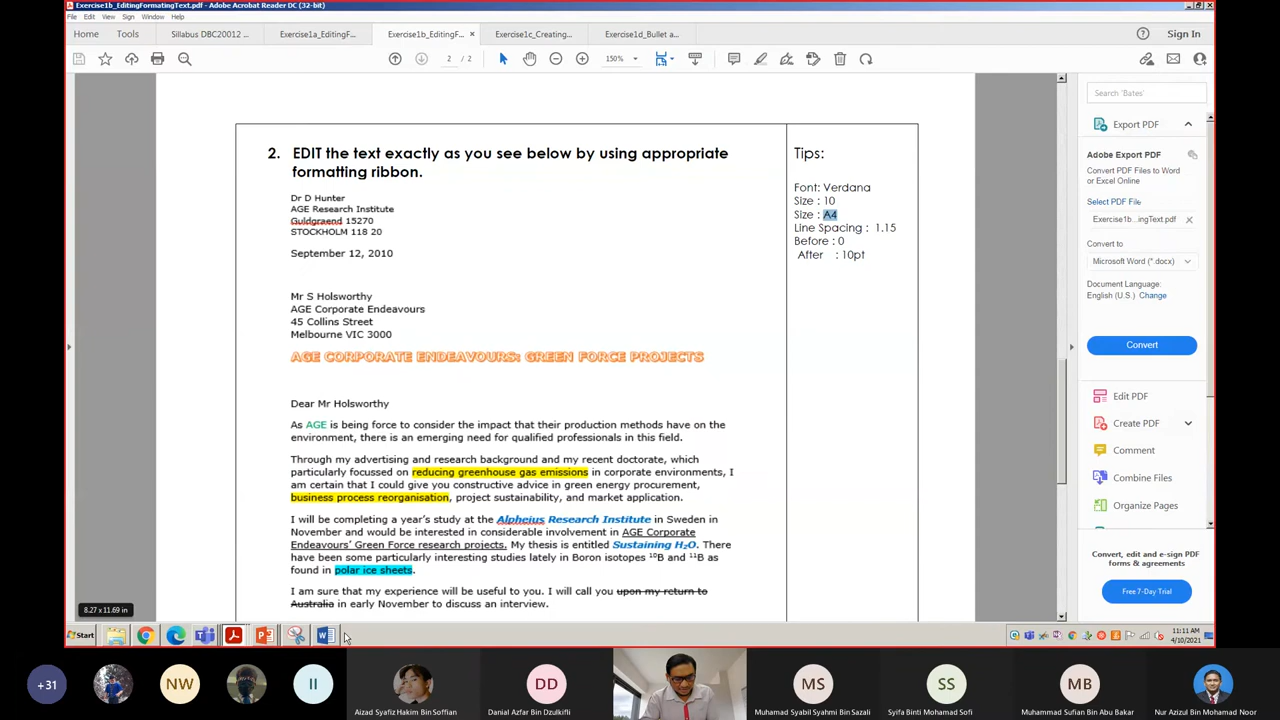 Exercise1b_EditingFormatingText.pdf - Adobe Acrobat Reader DC (32-bit)
File Edit View Sign Window Help
Home Tools Sillabus DBC20012 ... Exercise1a_EditingF... Exercise1b_EditingF... × Exercise1c_Creating... Exercise1d_Bullet a... Sign In
2 / 2 150%
2. EDIT the text exactly as you see below by using appropriate
formatting ribbon.
Dr D Hunter
AGE Research Institute
Guldgraend 15270
STOCKHOLM 118 20
September 12, 2010
Mr S Holsworthy
AGE Corporate Endeavours
45 Collins Street
Melbourne VIC 3000
AGE CORPORATE ENDEAVOURS: GREEN FORCE PROJECTS
Dear Mr Holsworthy
As AGE is being force to consider the impact that their production methods have on the
environment, there is an emerging need for qualified professionals in this field.
Through my advertising and research background and my recent doctorate, which
particularly focussed on reducing greenhouse gas emissions in corporate environments, I
am certain that I could give you constructive advice in green energy procurement,
business process reorganisation, project sustainability, and market application.
I will be completing a year's study at the Alpheius Research Institute in Sweden in
November and would be interested in considerable involvement in AGE Corporate
Endeavours' Green Force research projects. My thesis is entitled Sustaining H₂O. There
have been some particularly interesting studies lately in Boron isotopes ¹⁰B and ¹¹B as
found in polar ice sheets.
I am sure that my experience will be useful to you. I will call you upon my return to
Australia in early November to discuss an interview.
Tips:
Font: Verdana
Size : 10
Size : A4
Line Spacing : 1.15
Before : 0
After : 10pt
Search 'Bates'
Export PDF
Adobe Export PDF
Convert PDF Files to Word
or Excel Online
Select PDF File
Exercise1b...ingText.pdf ×
Convert to
Microsoft Word (*.docx)
Document Language:
English (U.S.) Change
Convert
Edit PDF
Create PDF
Comment
Combine Files
Organize Pages
Convert, edit and e-sign PDF
forms & agreements
Free 7-Day Trial
8.27 x 11.69 in
Start
11:11 AM
4/10/2021
+31 NW II DD MS SS MB
Aizad Syafiz Hakim Bin Soffian
Danial Azfar Bin Dzulkifli
Muhamad Syabil Syahmi Bin Sazali
Syifa Binti Mohamad Sofi
Muhammad Sufian Bin Abu Bakar
Nur Azizul Bin Mohamad Noor